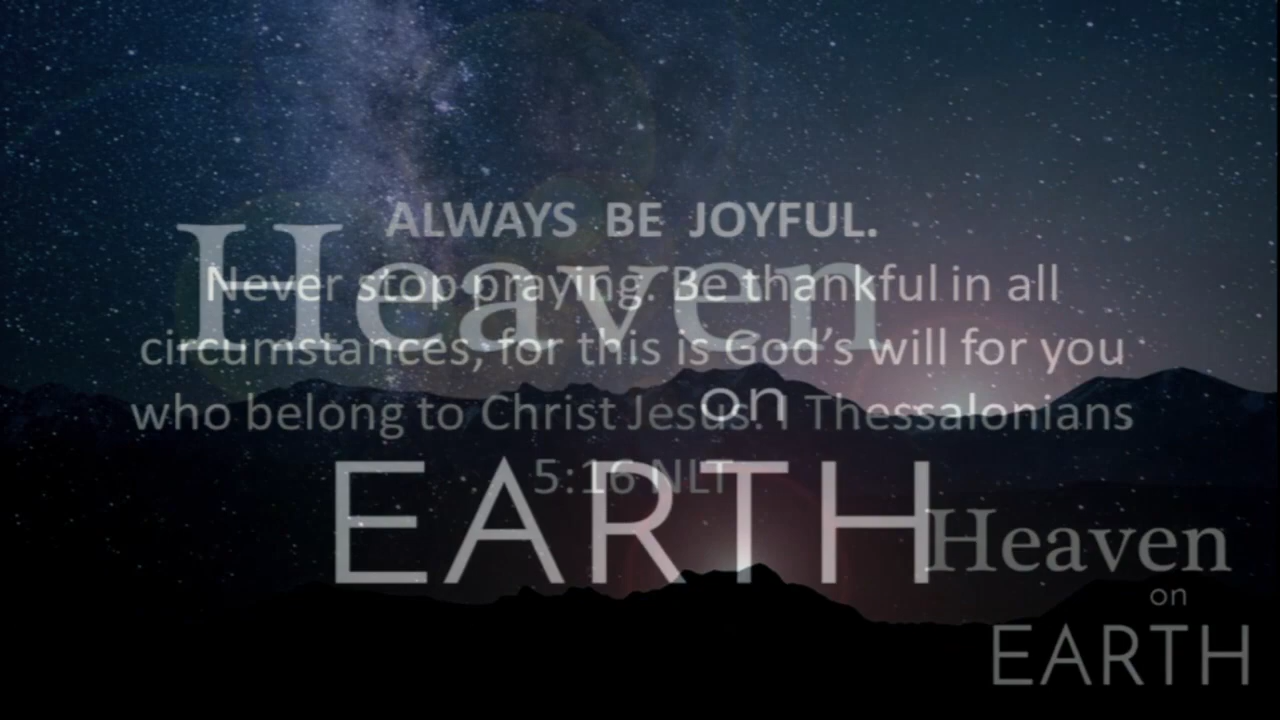 ALWAYS BE JOYFUL.
Never stop praying. Be thankful in all
circumstances, for this is God's will for you
who belong to Christ Jesus.1 Thessalonians
5:16 NLT
Heaven
on
EARTH
Heaven
on
EARTH